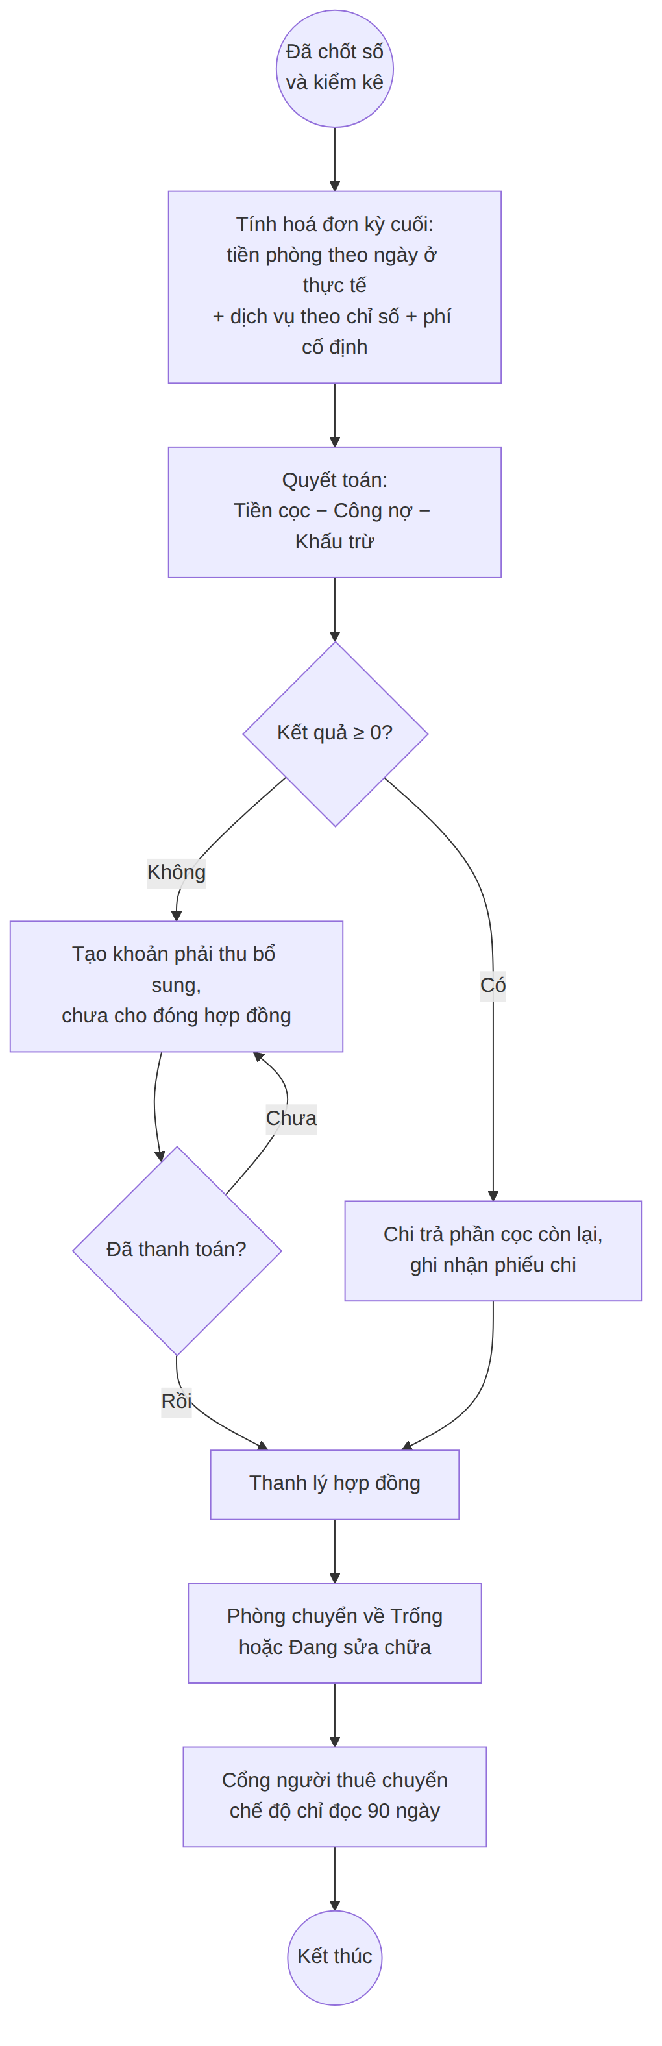 Đã chốt số
và kiểm kê
Tính hoá đơn kỳ cuối:
tiền phòng theo ngày ở
thực tế
+ dịch vụ theo chỉ số + phí
cố định
Quyết toán:
Tiền cọc − Công nợ −
Khấu trừ
Kết quả ≥ 0?
Không
Có
Tạo khoản phải thu bổ
sung,
chưa cho đóng hợp đồng
Chưa
Đã thanh toán?
Chi trả phần cọc còn lại,
ghi nhận phiếu chi
Rồi
Thanh lý hợp đồng
Phòng chuyển về Trống
hoặc Đang sửa chữa
Cổng người thuê chuyển
chế độ chỉ đọc 90 ngày
Kết thúc